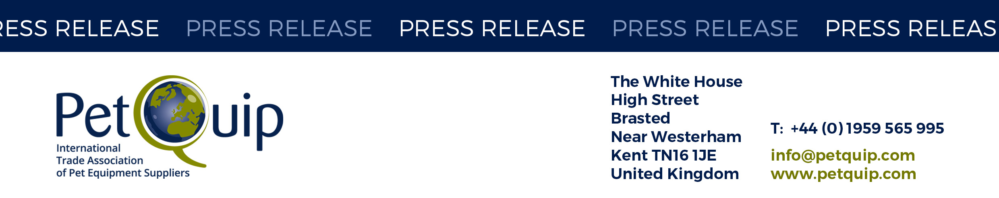 RESS RELEASE PRESS RELEASE PRESS RELEASE PRESS RELEASE PRESS RELEAS
PetQuip
International
Trade Association
of Pet Equipment Suppliers
The White House
High Street
Brasted
Near Westerham
Kent TN16 1JE
United Kingdom
T: +44 (0) 1959 565 995
info@petquip.com
www.petquip.com